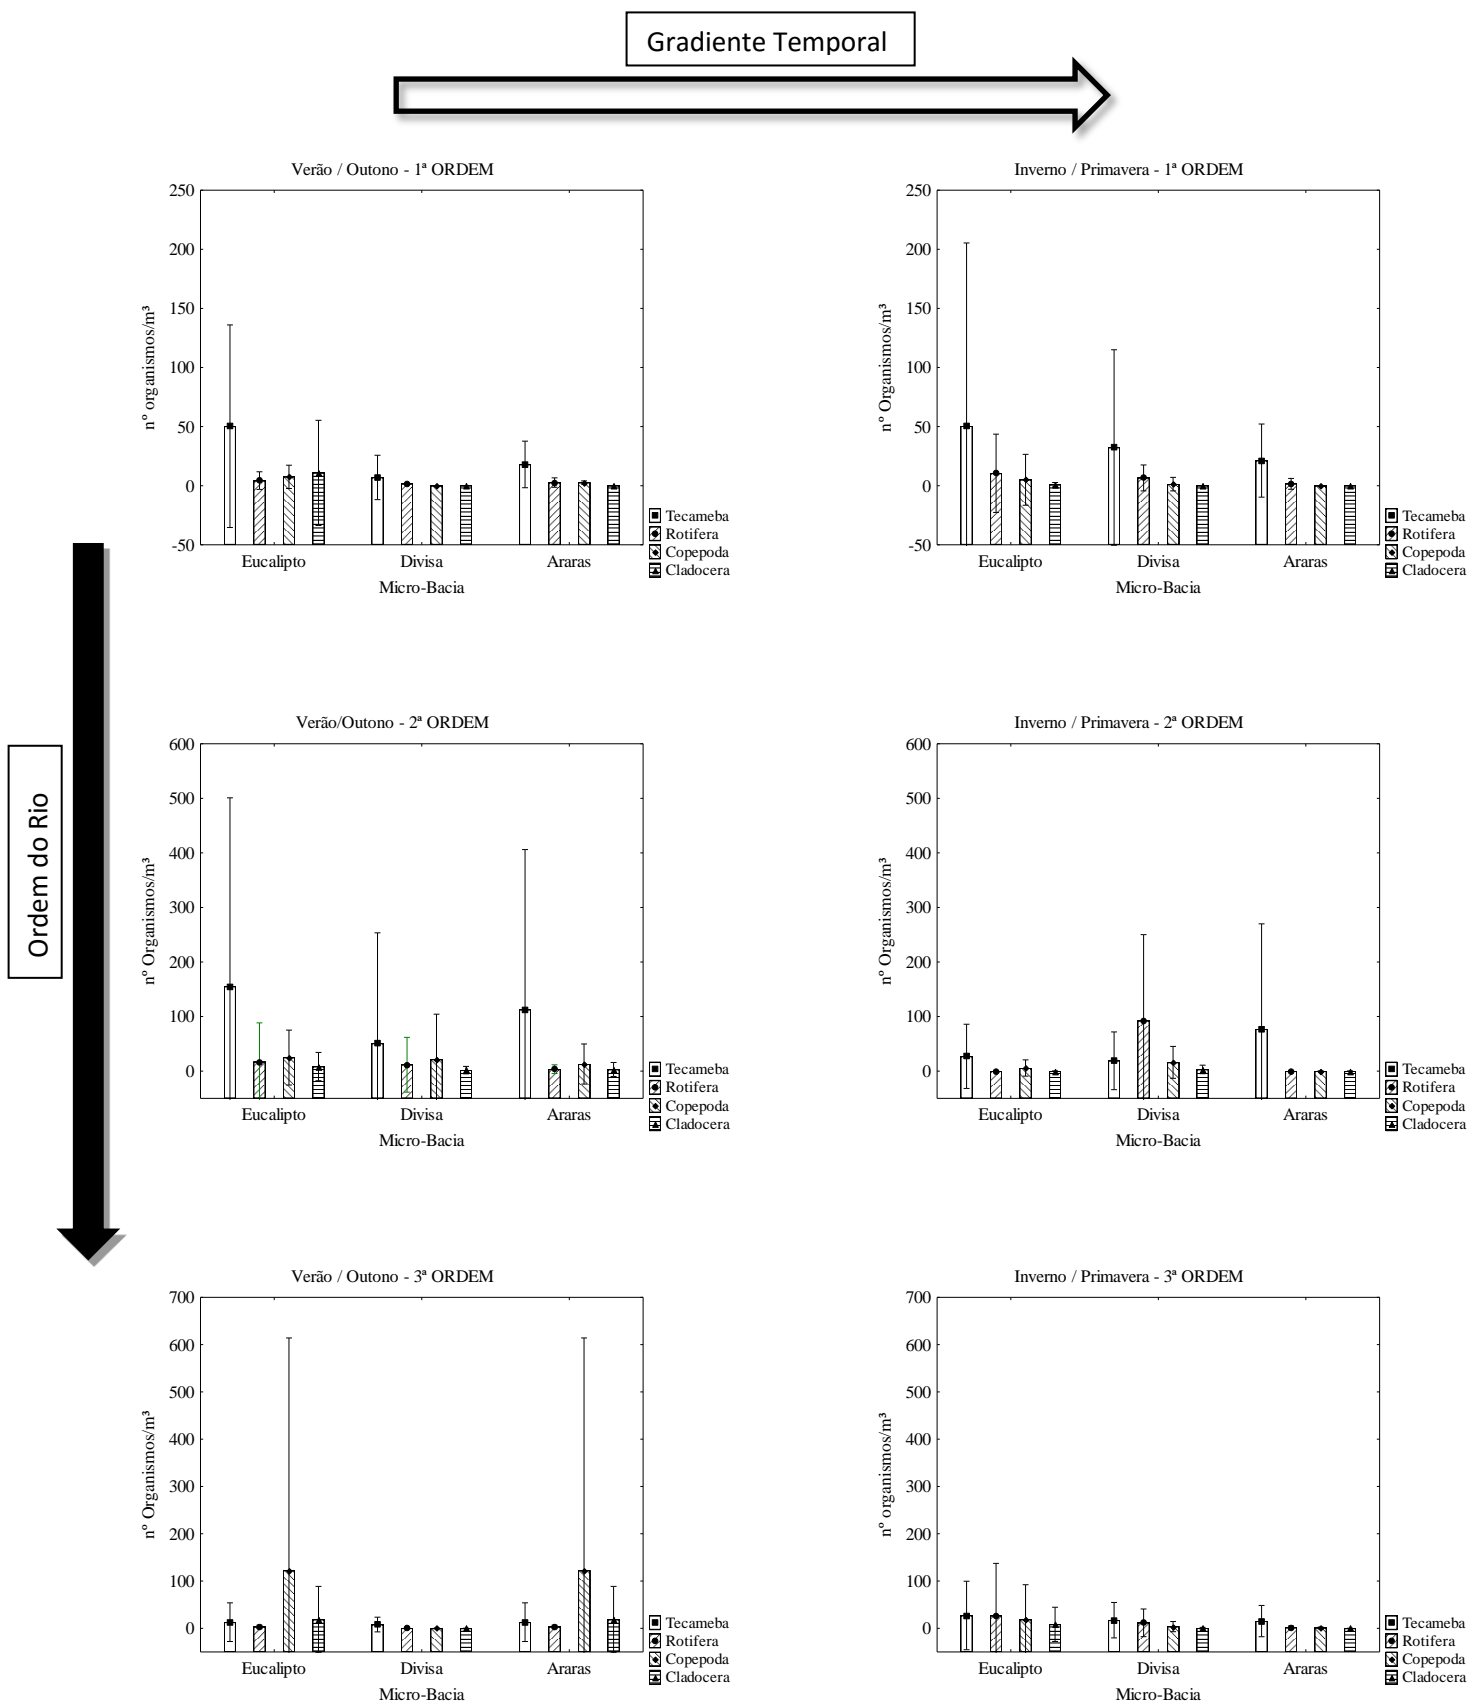 Gradiente Temporal
Ordem do Rio
Verão / Outono - 1ª ORDEM
250
200
150
100
50
0
-50
nº organismos/m³
Eucalipto Divisa Araras
Micro-Bacia
Tecameba
Rotifera
Copepoda
Cladocera
Inverno / Primavera - 1ª ORDEM
250
200
150
100
50
0
-50
nº Organismos/m³
Eucalipto Divisa Araras
Micro-Bacia
Tecameba
Rotifera
Copepoda
Cladocera
Verão/Outono - 2ª ORDEM
600
500
400
300
200
100
0
nº Organismos/m³
Eucalipto Divisa Araras
Micro-Bacia
Tecameba
Rotifera
Copepoda
Cladocera
Inverno / Primavera - 2ª ORDEM
600
500
400
300
200
100
0
nº Organismos/m³
Eucalipto Divisa Araras
Micro-Bacia
Tecameba
Rotifera
Copepoda
Cladocera
Verão / Outono - 3ª ORDEM
700
600
500
400
300
200
100
0
nº Organismos/m³
Eucalipto Divisa Araras
Micro-Bacia
Tecameba
Rotifera
Copepoda
Cladocera
Inverno / Primavera - 3ª ORDEM
700
600
500
400
300
200
100
0
nº organismos/m³
Eucalipto Divisa Araras
Micro-Bacia
Tecameba
Rotifera
Copepoda
Cladocera